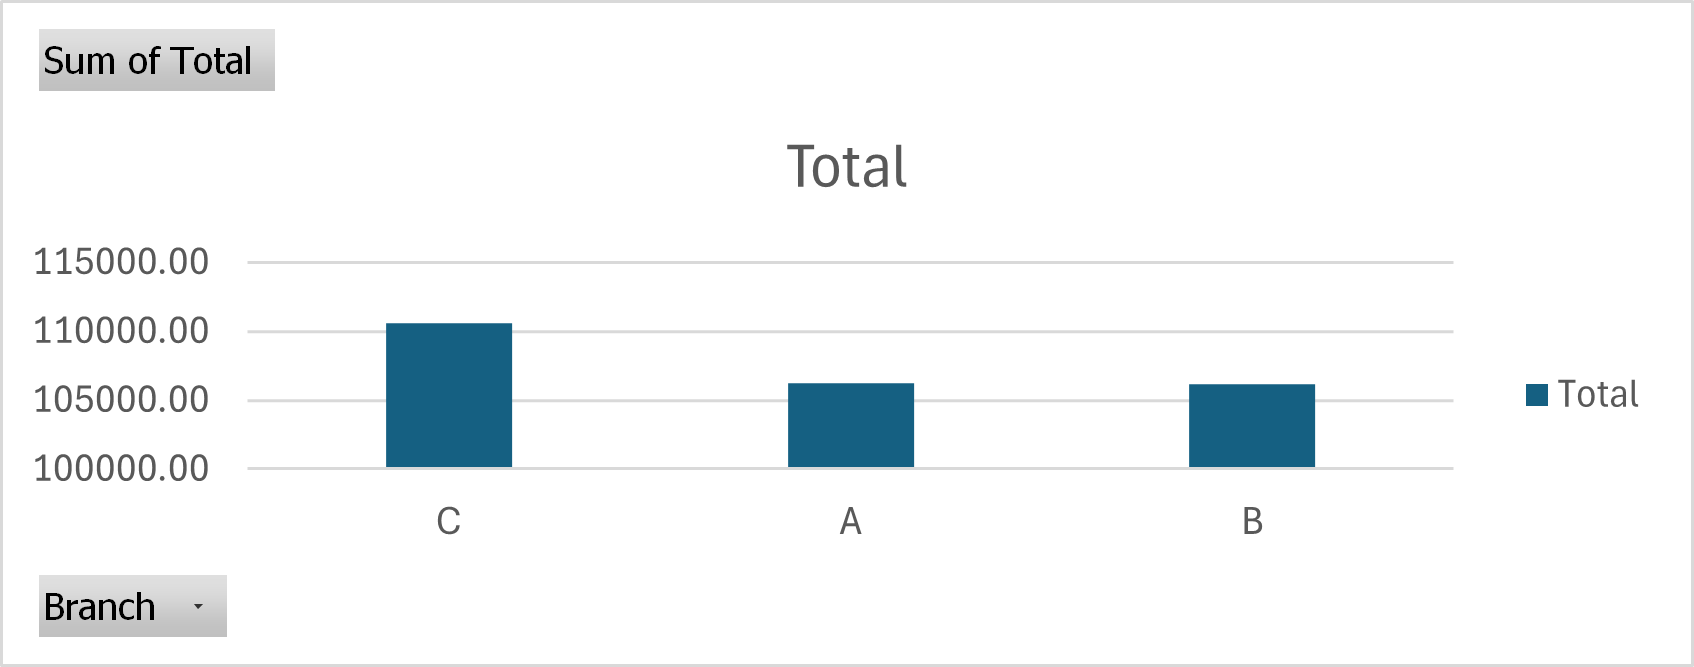 Sum of Total
Total
115000.00
110000.00
105000.00
100000.00
C A B
Total
Branch